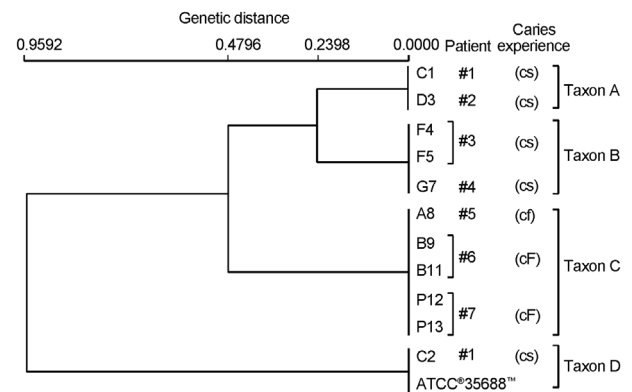 Genetic distance
0.9592 0.4796 0.2398 0.0000 Patient Caries experience
C1 #1 (cs)
D3 #2 (cs)
Taxon A
F4
F5
#3 (cs)
G7 #4 (cs)
Taxon B
A8 #5 (cf)
B9
B11
#6 (cF)
P12
P13
#7 (cF)
Taxon C
C2 #1 (cs)
ATCC®35688™
Taxon D